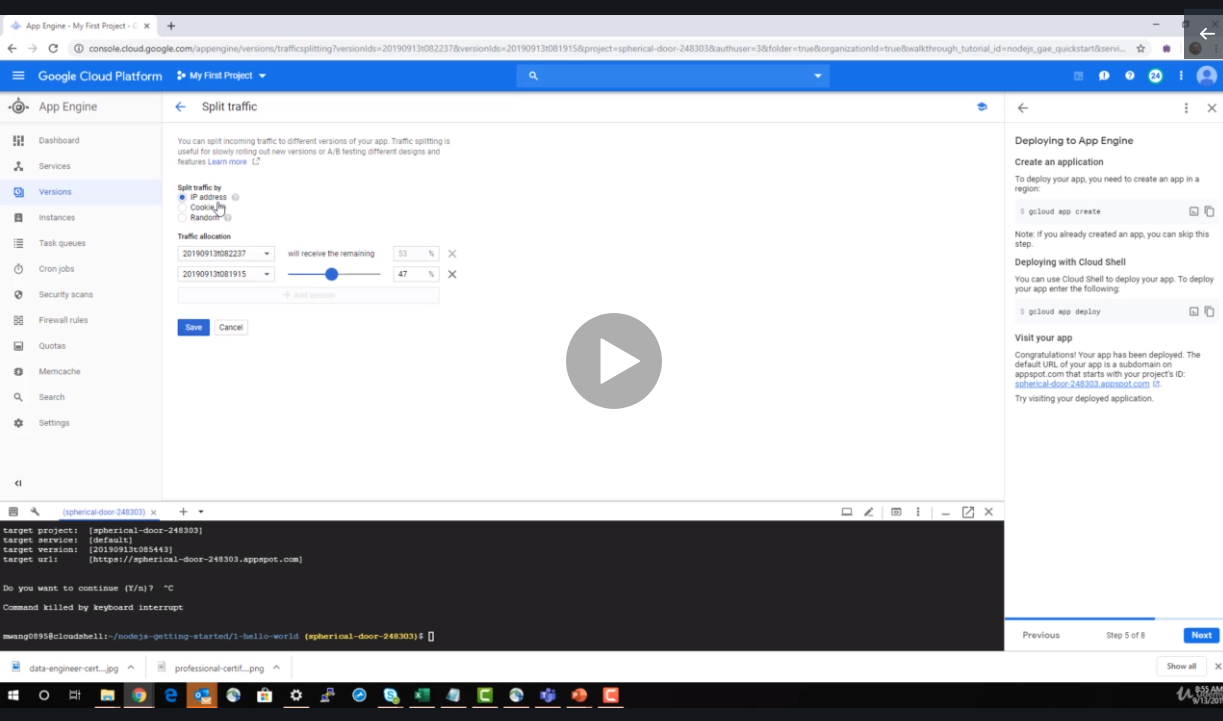 App Engine - My First Project - G
console.cloud.google.com/appengine/versions/trafficsplitting?versionIds=20190913t082237&versionIds=20190913t081915&project=spherical-door-248303&authuser=3&folder=true&organizationId=true&walkthrough_tutorial_id=nodejs_gae_quickstart&servi...
Google Cloud Platform
My First Project
24
App Engine
Dashboard
Services
Versions
Instances
Task queues
Cron jobs
Security scans
Firewall rules
Quotas
Memcache
Search
Settings
Split traffic
You can split incoming traffic to different versions of your app. Traffic splitting is
useful for slowly rolling out new versions or A/B testing different designs and
features Learn more
Split traffic by
IP address
Cookie
Random
Traffic allocation
20190913t082237 will receive the remaining 53 %
20190913t081915 47 %
+ Add version
Save Cancel
Deploying to App Engine
Create an application
To deploy your app, you need to create an app in a
region:
$ gcloud app create
Note: If you already created an app, you can skip this
step.
Deploying with Cloud Shell
You can use Cloud Shell to deploy your app. To deploy
your app enter the following:
$ gcloud app deploy
Visit your app
Congratulations! Your app has been deployed. The
default URL of your app is a subdomain on
appspot.com that starts with your project's ID:
spherical-door-248303.appspot.com
Try visiting your deployed application.
Previous Step 5 of 8 Next
(spherical-door-248303)
target project: [spherical-door-248303]
target service: [default]
target version: [20190913t085443]
target url: [https://spherical-door-248303.appspot.com]
Do you want to continue (Y/n)? ^C
Command killed by keyboard interrupt
mwang0895@cloudshell:~/nodejs-getting-started/1-hello-world (spherical-door-248303)$
data-engineer-cert....jpg
professional-certif....png
Show all
8:55 AM
9/13/201